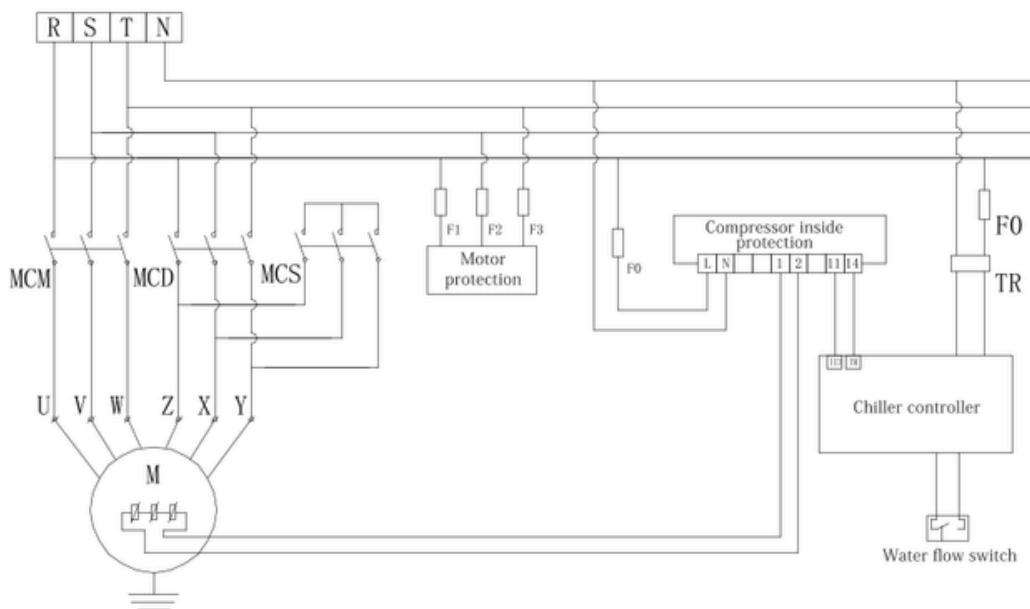 R S T N
F1 F2 F3
Compressor inside
protection
F0
L N 1 2 11 14
F0
Motor
protection
MCM MCD MCS
TR
Chiller controller
U V W Z X Y
M
Water flow switch